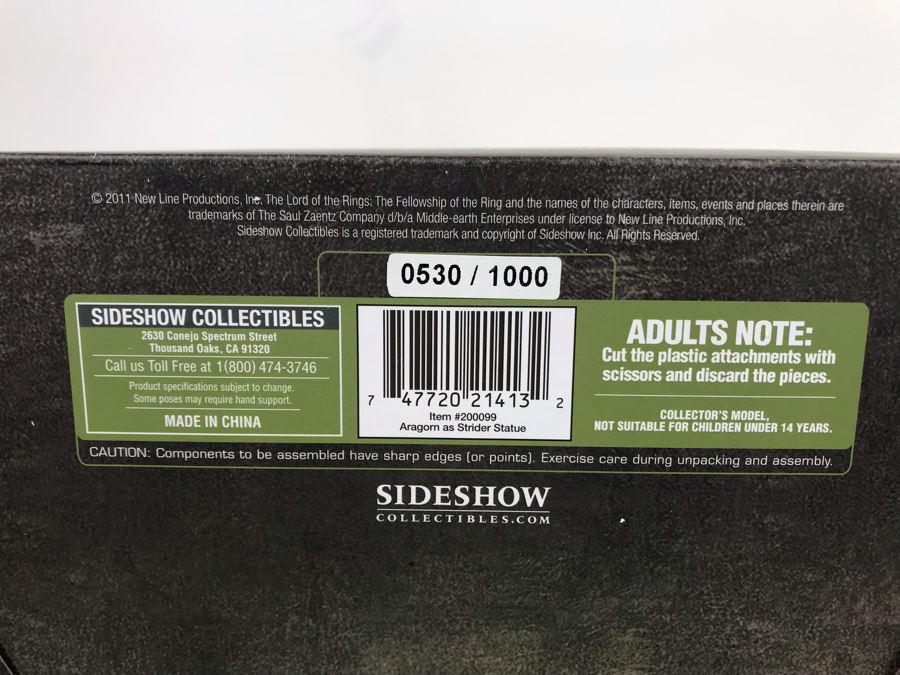 © 2011 New Line Productions, Inc. The Lord of the Rings: The Fellowship of the Ring and the names of the characters, items, events and places therein are
trademarks of The Saul Zaentz Company d/b/a Middle-earth Enterprises under license to New Line Productions, Inc.
Sideshow Collectibles is a registered trademark and copyright of Sideshow Inc. All Rights Reserved.
0530 / 1000
SIDESHOW COLLECTIBLES
2630 Conejo Spectrum Street
Thousand Oaks, CA 91320
Call us Toll Free at 1(800) 474-3746
Product specifications subject to change.
Some poses may require hand support.
MADE IN CHINA
7 47720 21413 2
Item #200099
Aragorn as Strider Statue
ADULTS NOTE:
Cut the plastic attachments with
scissors and discard the pieces.
COLLECTOR'S MODEL,
NOT SUITABLE FOR CHILDREN UNDER 14 YEARS.
CAUTION: Components to be assembled have sharp edges (or points). Exercise care during unpacking and assembly.
SIDESHOW
COLLECTIBLES.COM